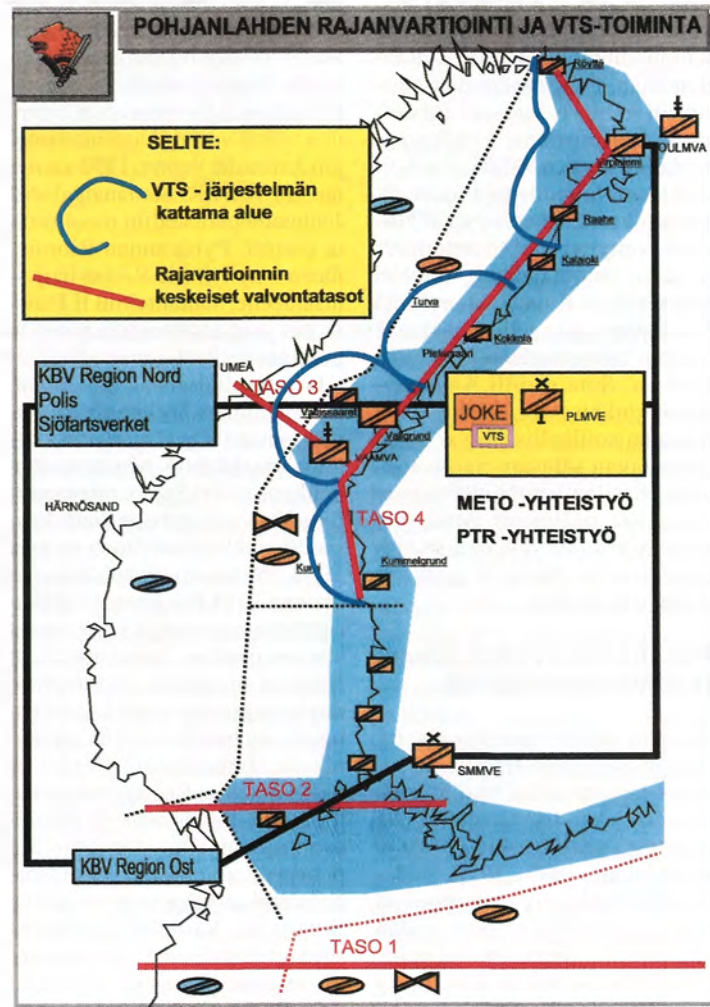 POHJANLAHDEN RAJANVARTIOINTI JA VTS-TOIMINTA
SELITE:
VTS - järjestelmän
kattama alue
Rajavartioinnin
keskeiset valvontatasot
Röyttä
Virpiniemi
OULMVA
Raahe
Kalajoki
Turva
Kokkola
Pietarsaari
UMEÅ
TASO 3
KBV Region Nord
Polis
Sjöfartsverket
Valassaaret
Vallgrund
VAAMVA
JOKE
VTS
PLMVE
HÄRNÖSAND
TASO 4
METO -YHTEISTYÖ
PTR -YHTEISTYÖ
Kummelgrund
SMMVE
TASO 2
KBV Region Ost
TASO 1